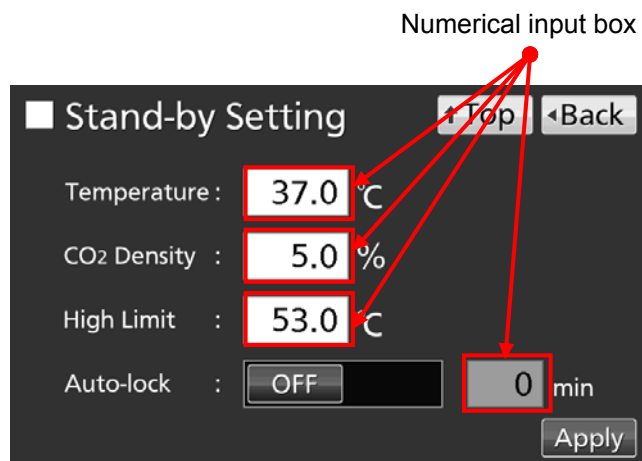 Numerical input box
Stand-by Setting Top Back
Temperature : 37.0 ℃
CO2 Density : 5.0 %
High Limit : 53.0 ℃
Auto-lock : OFF 0 min
Apply